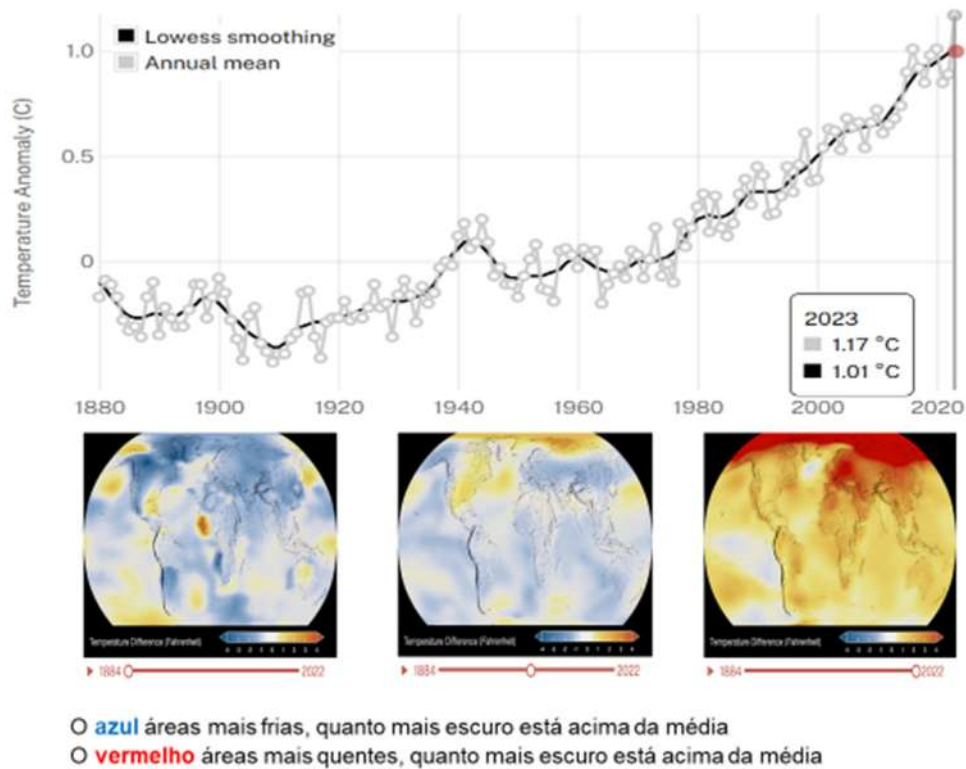 1.0
Lowess smoothing
Annual mean
Temperature Anomaly (C)
0.5
0
2023
1.17 °C
1.01 °C
1880 1900 1920 1940 1960 1980 2000 2020
Temperature Difference (Fahrenheit)
Temperature Difference (Fahrenheit)
Temperature Difference (Fahrenheit)
1884 2022
1884 2022
1884 2022
O azul áreas mais frias, quanto mais escuro está acima da média
O vermelho áreas mais quentes, quanto mais escuro está acima da média